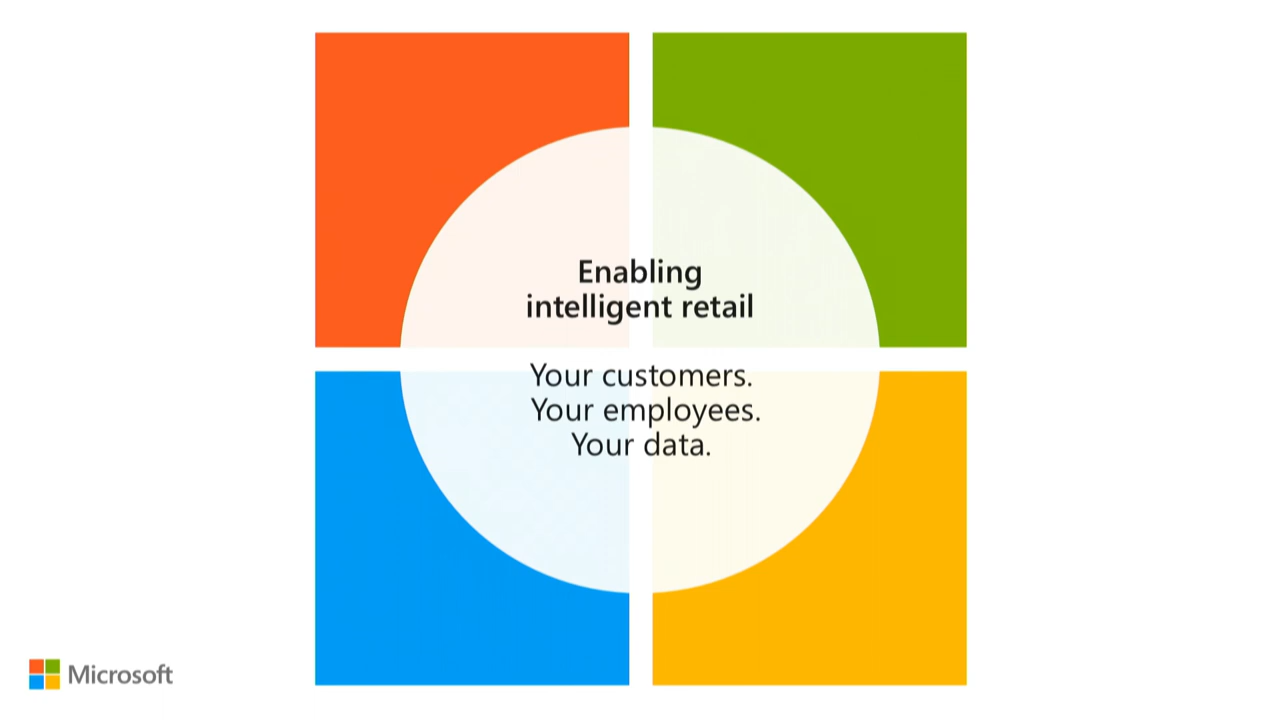 Enabling
intelligent retail
Your customers.
Your employees.
Your data.
Microsoft